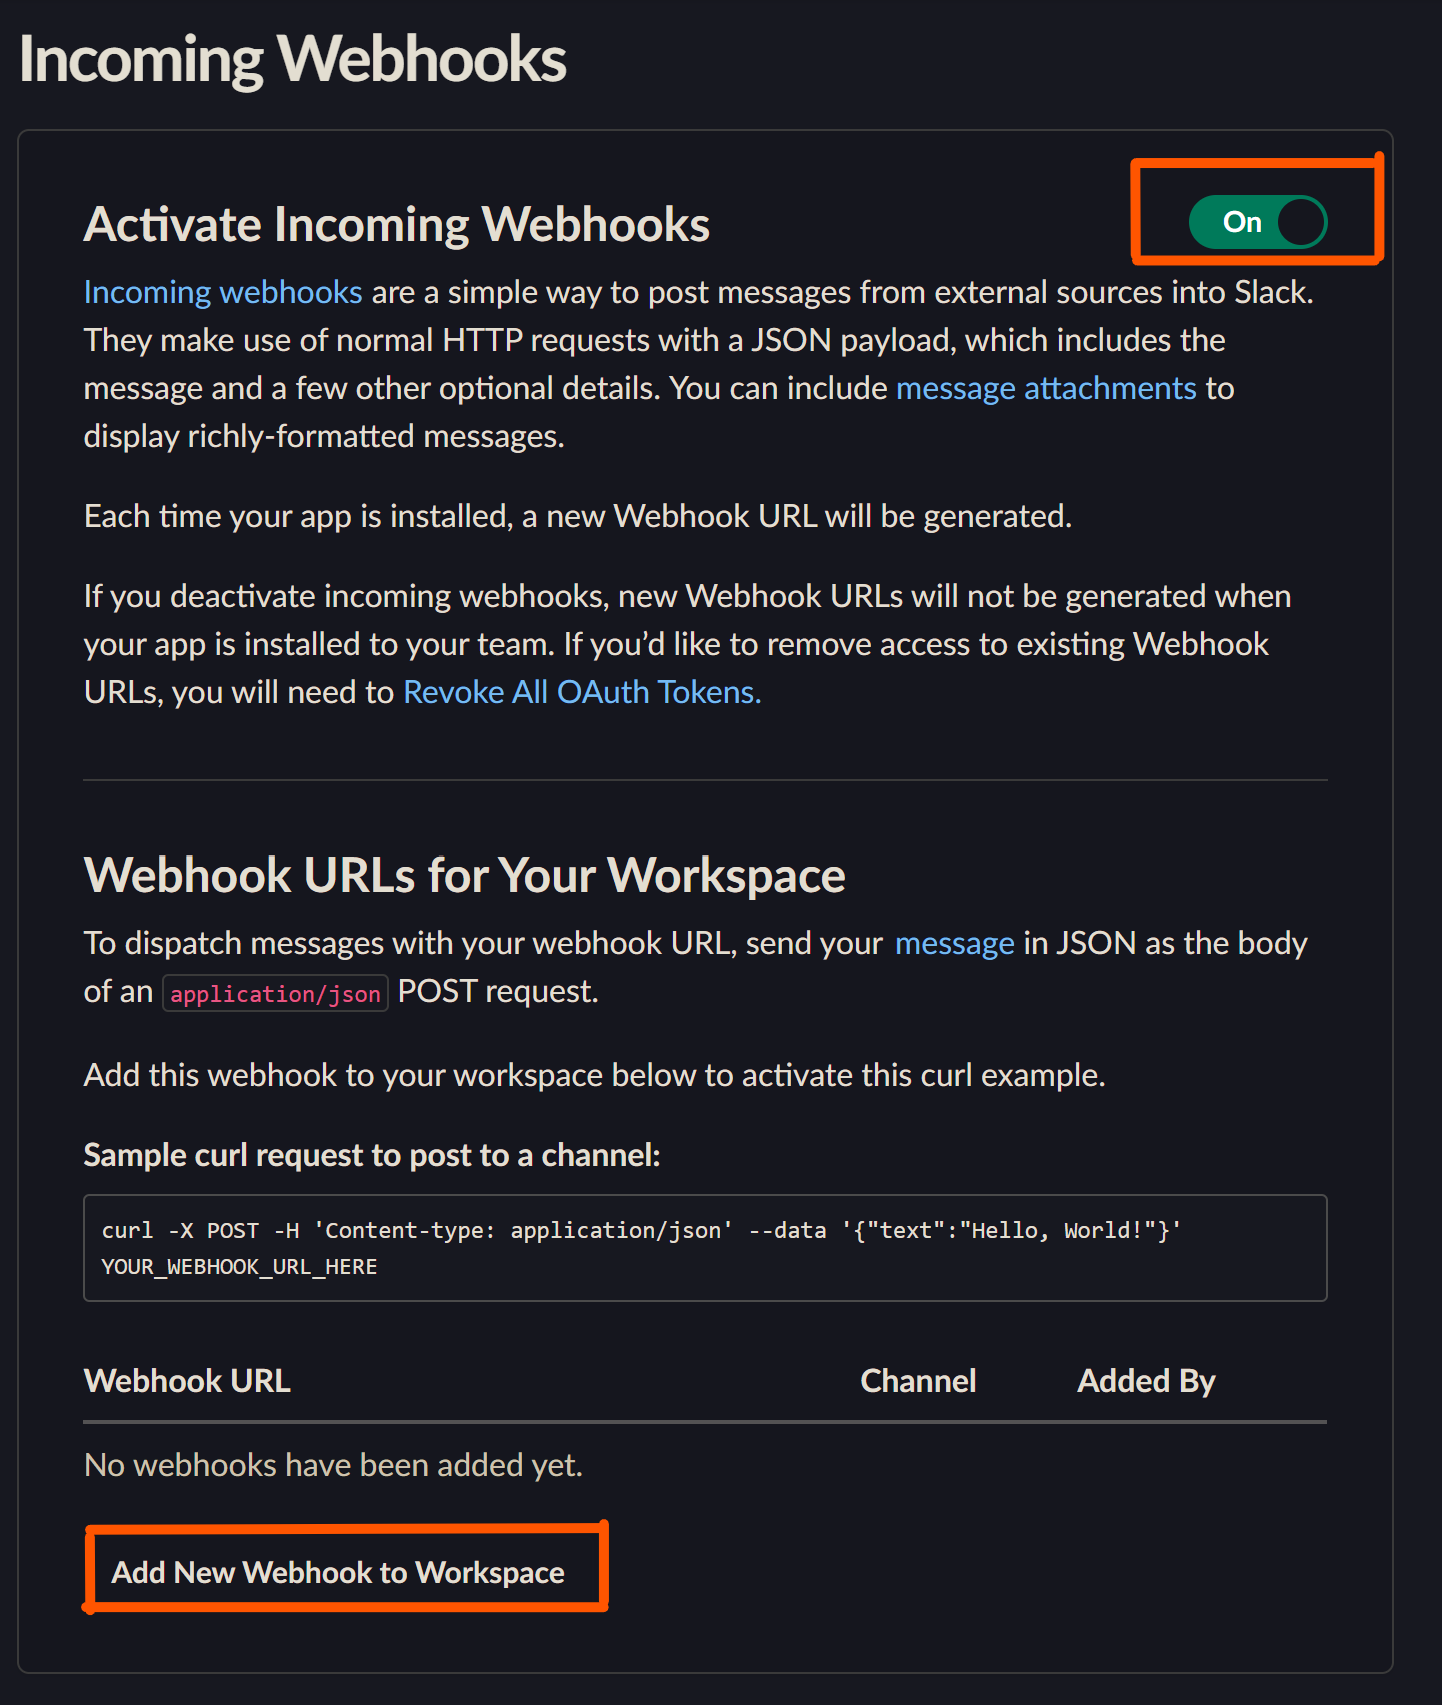 Incoming Webhooks
Activate Incoming Webhooks
On
Incoming webhooks are a simple way to post messages from external sources into Slack.
They make use of normal HTTP requests with a JSON payload, which includes the
message and a few other optional details. You can include message attachments to
display richly-formatted messages.
Each time your app is installed, a new Webhook URL will be generated.
If you deactivate incoming webhooks, new Webhook URLs will not be generated when
your app is installed to your team. If you’d like to remove access to existing Webhook
URLs, you will need to Revoke All OAuth Tokens.
Webhook URLs for Your Workspace
To dispatch messages with your webhook URL, send your message in JSON as the body
of an application/json POST request.
Add this webhook to your workspace below to activate this curl example.
Sample curl request to post to a channel:
curl -X POST -H 'Content-type: application/json' --data '{"text":"Hello, World!"}'
YOUR_WEBHOOK_URL_HERE
Webhook URL Channel Added By
No webhooks have been added yet.
Add New Webhook to Workspace